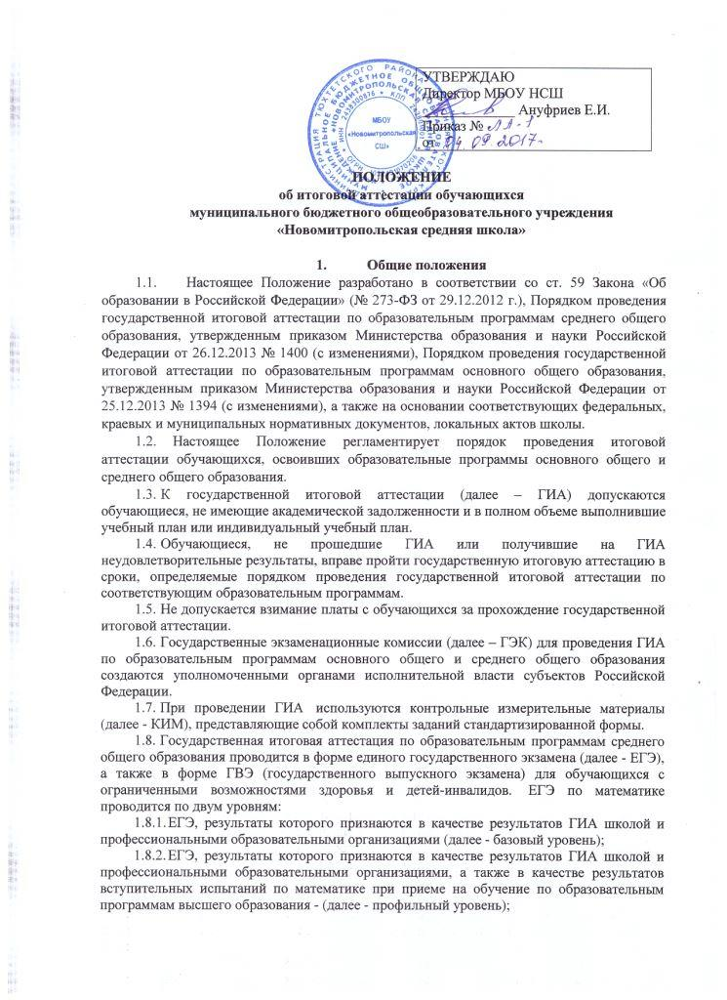 УТВЕРЖДАЮ
Директор МБОУ НСШ
Ануфриев Е.И.
Приказ №
от 04.09.2017.
МБОУ
«Новомитропольская
СШ»
ПОЛОЖЕНИЕ
об итоговой аттестации обучающихся
муниципального бюджетного общеобразовательного учреждения
«Новомитропольская средняя школа»
1. Общие положения
1.1. Настоящее Положение разработано в соответствии со ст. 59 Закона «Об
образовании в Российской Федерации» (№ 273-ФЗ от 29.12.2012 г.), Порядком проведения
государственной итоговой аттестации по образовательным программам среднего общего
образования, утвержденным приказом Министерства образования и науки Российской
Федерации от 26.12.2013 № 1400 (с изменениями), Порядком проведения государственной
итоговой аттестации по образовательным программам основного общего образования,
утвержденным приказом Министерства образования и науки Российской Федерации от
25.12.2013 № 1394 (с изменениями), а также на основании соответствующих федеральных,
краевых и муниципальных нормативных документов, локальных актов школы.
1.2. Настоящее Положение регламентирует порядок проведения итоговой
аттестации обучающихся, освоивших образовательные программы основного общего и
среднего общего образования.
1.3. К государственной итоговой аттестации (далее – ГИА) допускаются
обучающиеся, не имеющие академической задолженности и в полном объеме выполнившие
учебный план или индивидуальный учебный план.
1.4. Обучающиеся, не прошедшие ГИА или получившие на ГИА
неудовлетворительные результаты, вправе пройти государственную итоговую аттестацию в
сроки, определяемые порядком проведения государственной итоговой аттестации по
соответствующим образовательным программам.
1.5. Не допускается взимание платы с обучающихся за прохождение государственной
итоговой аттестации.
1.6. Государственные экзаменационные комиссии (далее – ГЭК) для проведения ГИА
по образовательным программам основного общего и среднего общего образования
создаются уполномоченными органами исполнительной власти субъектов Российской
Федерации.
1.7. При проведении ГИА используются контрольные измерительные материалы
(далее - КИМ), представляющие собой комплекты заданий стандартизированной формы.
1.8. Государственная итоговая аттестация по образовательным программам среднего
общего образования проводится в форме единого государственного экзамена (далее - ЕГЭ),
а также в форме ГВЭ (государственного выпускного экзамена) для обучающихся с
ограниченными возможностями здоровья и детей-инвалидов. ЕГЭ по математике
проводится по двум уровням:
1.8.1. ЕГЭ, результаты которого признаются в качестве результатов ГИА школой и
профессиональными образовательными организациями (далее - базовый уровень);
1.8.2. ЕГЭ, результаты которого признаются в качестве результатов ГИА школой и
профессиональными образовательными организациями, а также в качестве результатов
вступительных испытаний по математике при приеме на обучение по образовательным
программам высшего образования - (далее - профильный уровень);